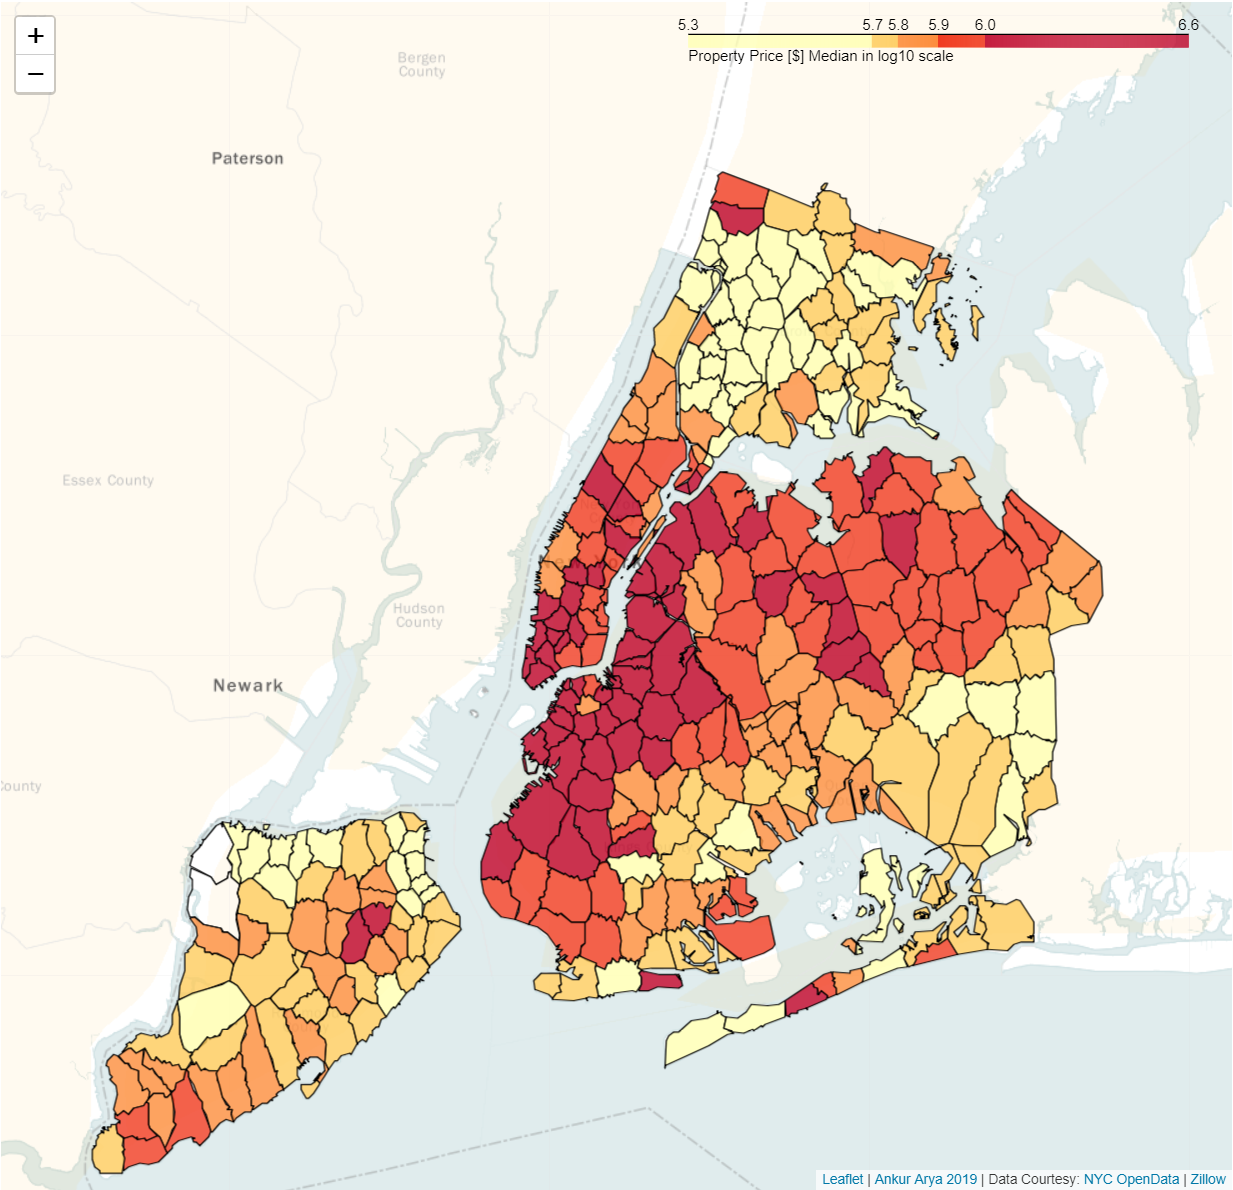 +
−
5.3 5.7 5.8 5.9 6.0 6.6
Property Price [$] Median in log10 scale
Bergen
County
Paterson
Essex County
Hudson
County
Newark
County
Leaflet | Ankur Arya 2019 | Data Courtesy: NYC OpenData | Zillow